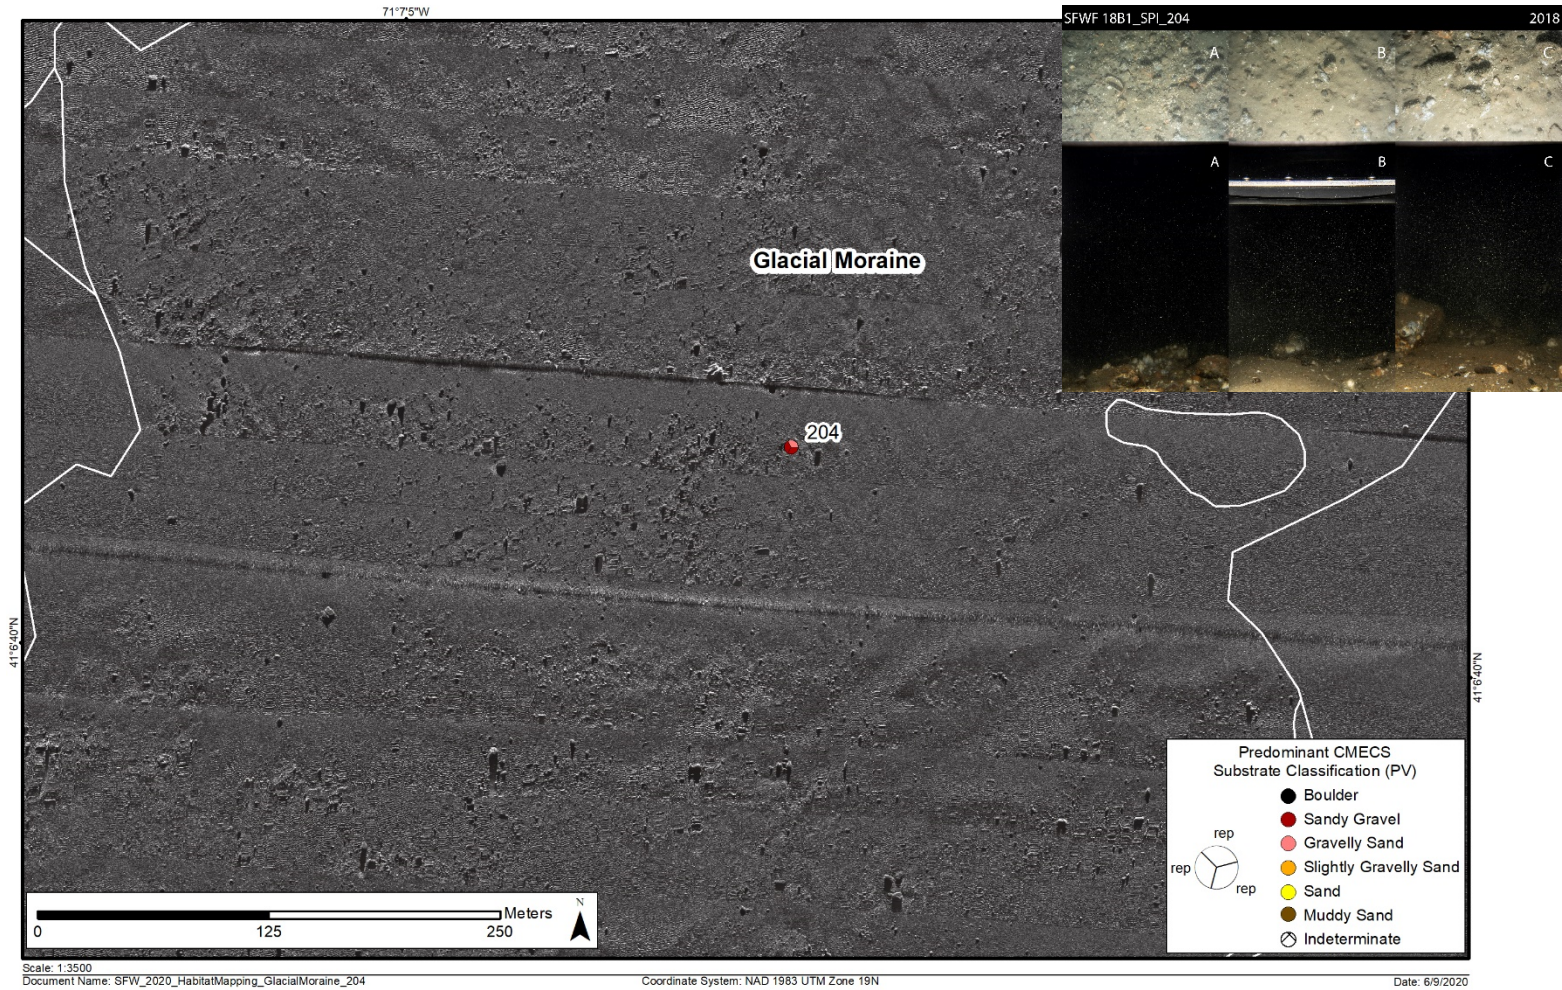 71°7'5"W
SFWF 18B1_SPI_204 2018
A B C
A B C
Glacial Moraine
204
41°6'40"N
41°6'40"N
Predominant CMECS
Substrate Classification (PV)
Boulder
Sandy Gravel
Gravelly Sand
Slightly Gravelly Sand
Sand
Muddy Sand
Indeterminate
rep
rep
rep
N
Meters
0 125 250
Scale: 1:3500
Document Name: SFW_2020_HabitatMapping_GlacialMoraine_204 Coordinate System: NAD 1983 UTM Zone 19N Date: 6/9/2020